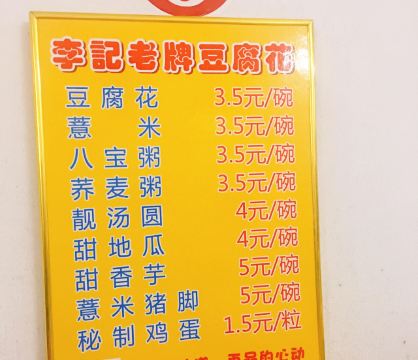 李記老牌豆腐花
豆腐花 3.5元/碗
薏米 3.5元/碗
八宝粥 3.5元/碗
荞麦粥 3.5元/碗
靓汤圆 4元/碗
甜地瓜 4元/碗
甜香芋 5元/碗
薏米猪脚 5元/碗
秘制鸡蛋 1.5元/粒